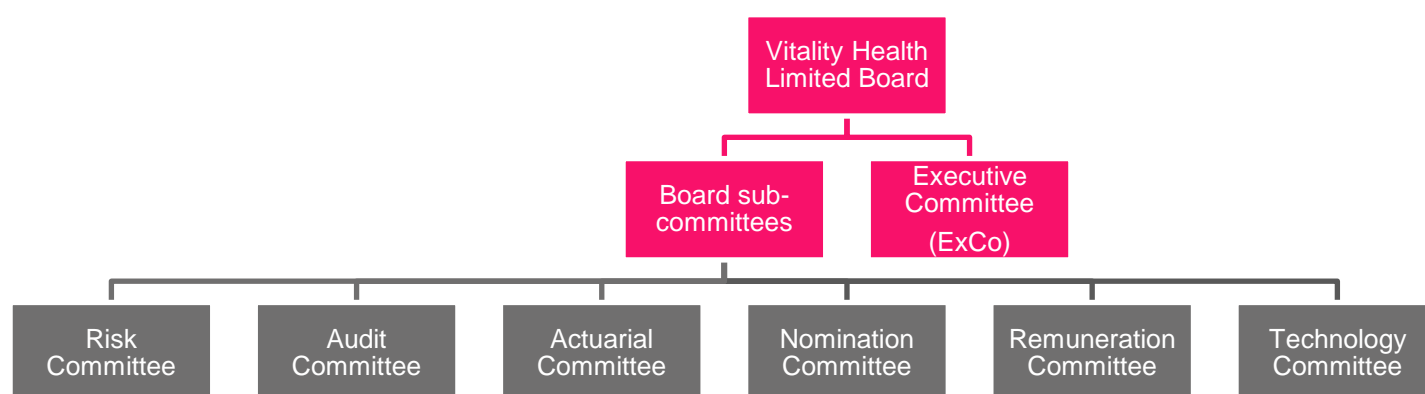 Vitality Health
Limited Board
Board sub-
committees
Executive
Committee
(ExCo)
Risk
Committee
Audit
Committee
Actuarial
Committee
Nomination
Committee
Remuneration
Committee
Technology
Committee